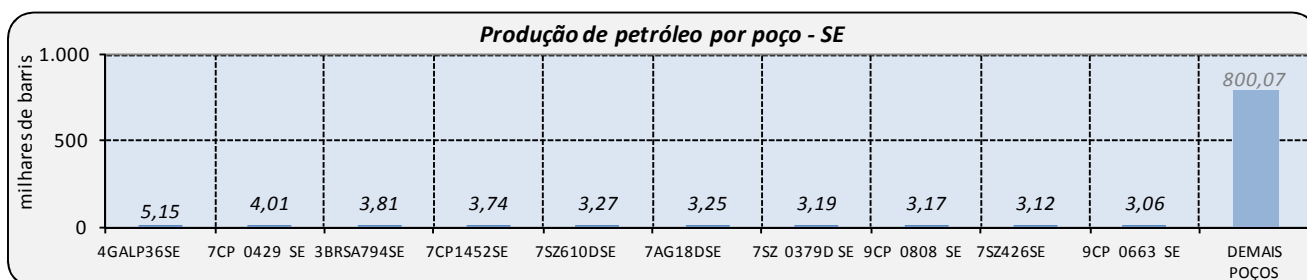 Produção de petróleo por poço - SE
milhares de barris
1.000
500
0
5,15
4,01
3,81
3,74
3,27
3,25
3,19
3,17
3,12
3,06
800,07
4GALP36SE
7CP 0429 SE
3BRSA794SE
7CP1452SE
7SZ610DSE
7AG18DSE
7SZ 0379D SE
9CP 0808 SE
7SZ426SE
9CP 0663 SE
DEMAIS
POÇOS